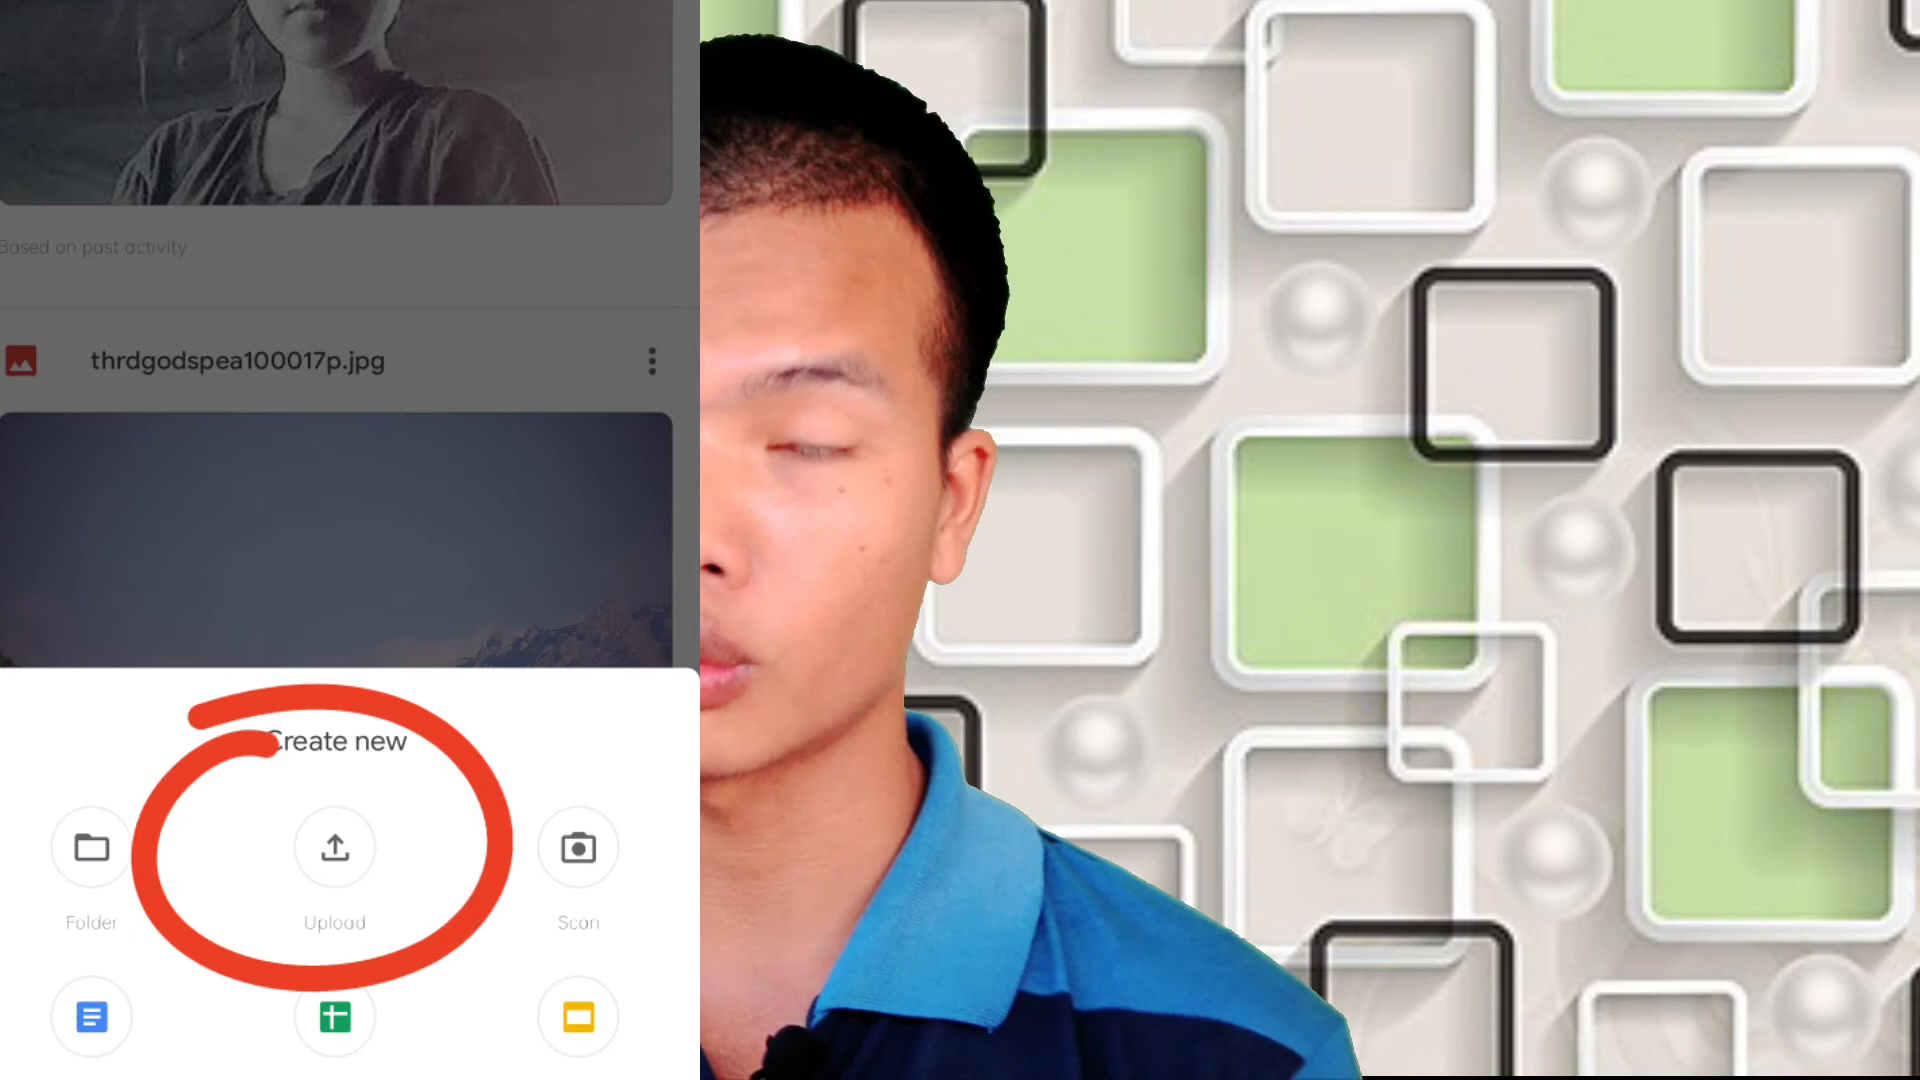 Based on past activity
thrdgodspea100017p.jpg
Create new
Folder
Upload
Scan